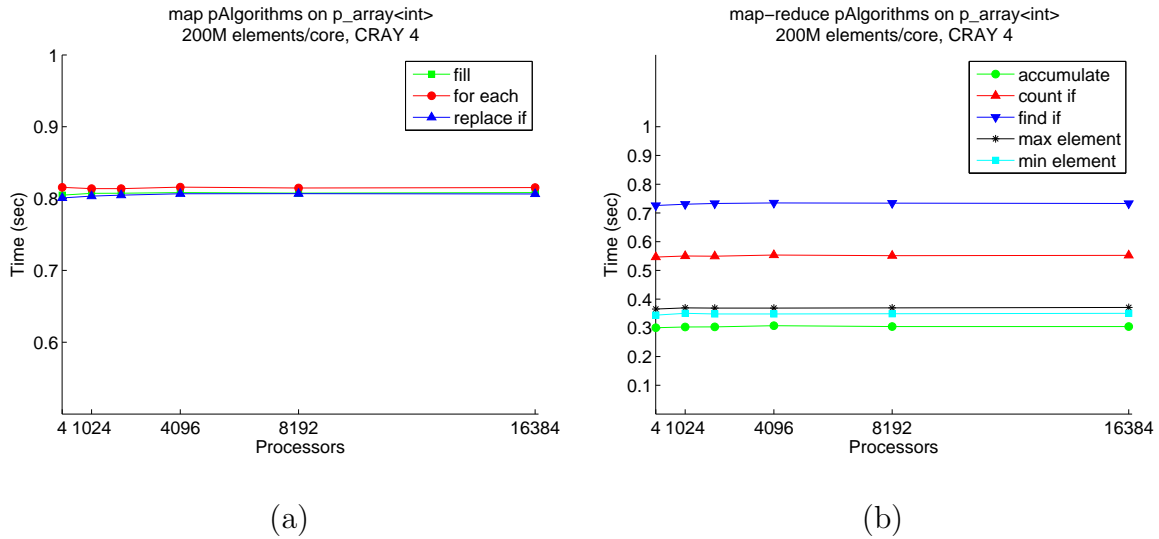 map pAlgorithms on p_array<int>
200M elements/core, CRAY 4
1
0.9
0.8
0.7
0.6
Time (sec)
fill
for each
replace if
4 1024 4096 8192 16384
Processors
(a)
map-reduce pAlgorithms on p_array<int>
200M elements/core, CRAY 4
1
0.9
0.8
0.7
0.6
0.5
0.4
0.3
0.2
0.1
Time (sec)
accumulate
count if
find if
max element
min element
4 1024 4096 8192 16384
Processors
(b)